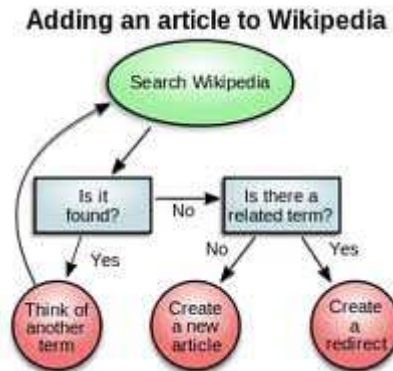 Adding an article to Wikipedia
Search Wikipedia
Is it
found?
No
Is there a
related term?
Yes
No
Yes
Think of
another
term
Create
a new
article
Create
a
redirect